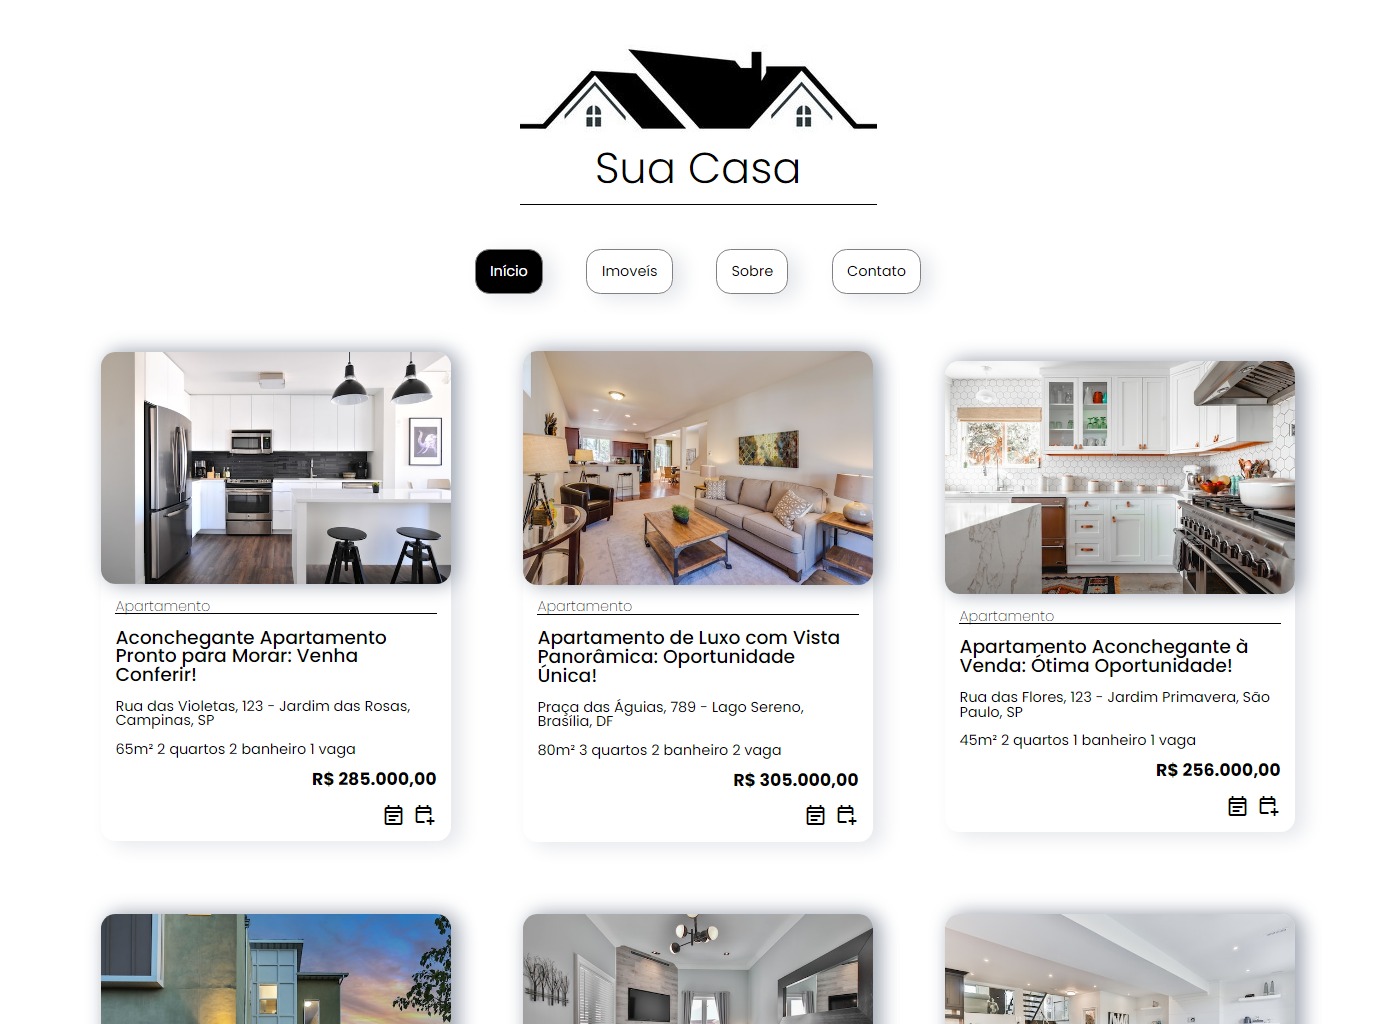 Sua Casa
Início
Imoveís
Sobre
Contato
Apartamento
Aconchegante Apartamento
Pronto para Morar: Venha
Conferir!
Rua das Violetas, 123 - Jardim das Rosas,
Campinas, SP
65m² 2 quartos 2 banheiro 1 vaga
R$ 285.000,00
Apartamento
Apartamento de Luxo com Vista
Panorâmica: Oportunidade
Única!
Praça das Águias, 789 - Lago Sereno,
Brasília, DF
80m² 3 quartos 2 banheiro 2 vaga
R$ 305.000,00
Apartamento
Apartamento Aconchegante à
Venda: Ótima Oportunidade!
Rua das Flores, 123 - Jardim Primavera, São
Paulo, SP
45m² 2 quartos 1 banheiro 1 vaga
R$ 256.000,00